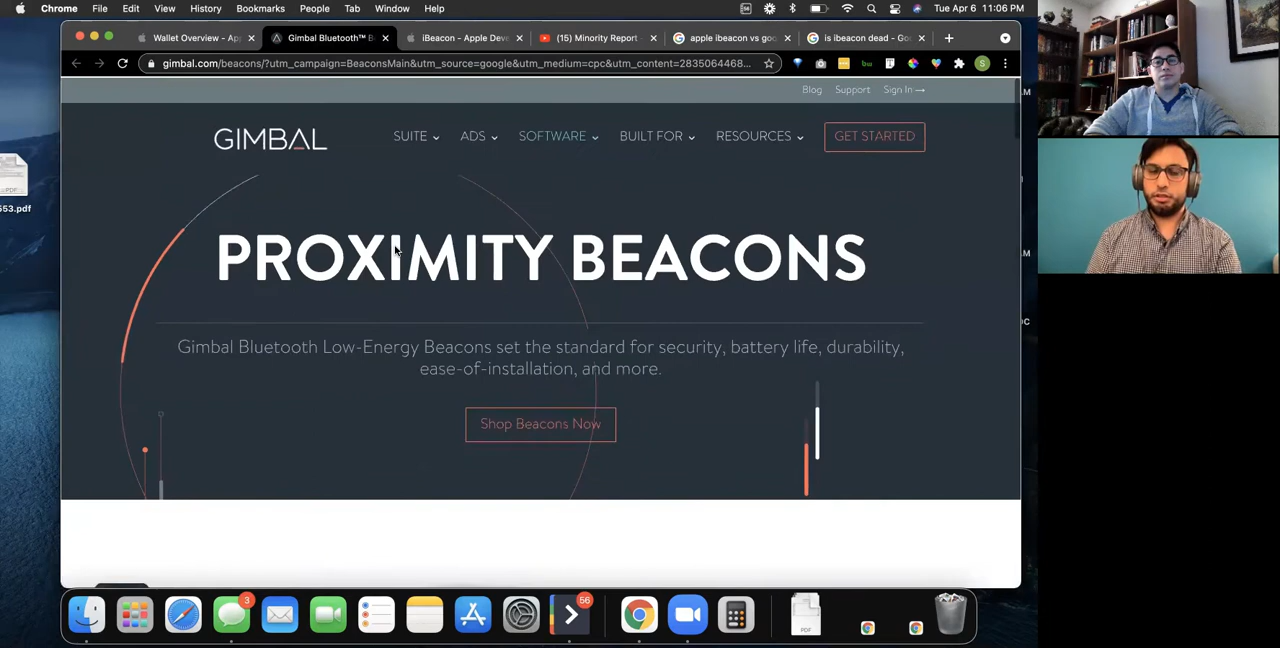 Chrome File Edit View History Bookmarks People Tab Window Help Tue Apr 6 11:06 PM
Wallet Overview - Ap Gimbal Bluetooth™ B iBeacon - Apple Deve (15) Minority Report - apple ibeacon vs goo is ibeacon dead - Go
gimbal.com/beacons/?utm_campaign=BeaconsMain&utm_source=google&utm_medium=cpc&utm_content=2835064468...
Blog Support Sign In →
GIMBAL SUITE ADS SOFTWARE BUILT FOR RESOURCES GET STARTED
PROXIMITY BEACONS
Gimbal Bluetooth Low-Energy Beacons set the standard for security, battery life, durability,
ease-of-installation, and more.
Shop Beacons Now
553.pdf
3
56
PDF